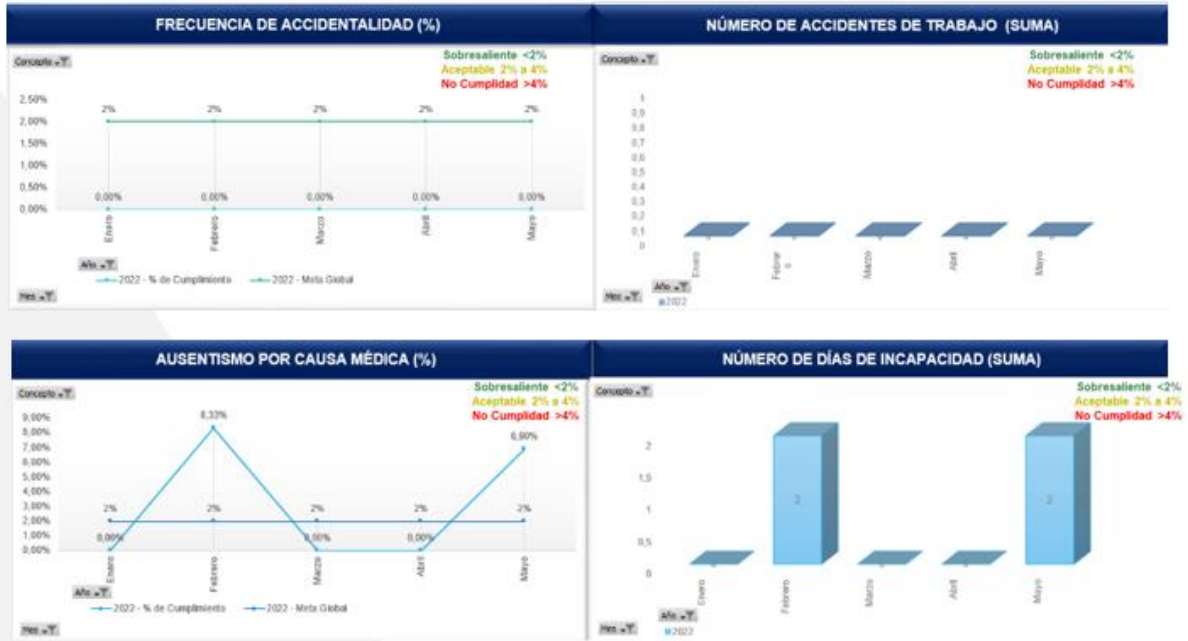 FRECUENCIA DE ACCIDENTALIDAD (%)
Concepto
Sobresaliente <2%
Aceptable 2% a 4%
No Cumplidad >4%
2.50%
2,00%
1,50%
1,00%
0,50%
0,00%
2% 2% 2% 2% 2%
0,00% 0,00% 0,00% 0,00% 0,00%
Enero Febrero Marzo Abril Mayo
Año
2022 - % de Cumplimiento 2022 - Meta Global
Mes
NÚMERO DE ACCIDENTES DE TRABAJO (SUMA)
Concepto
Sobresaliente <2%
Aceptable 2% a 4%
No Cumplidad >4%
1
0,9
0,8
0,7
0,6
0,5
0,4
0,3
0,2
0,1
0
Enero Febrer
o Marzo Abril Mayo
Año
Mes
2022
AUSENTISMO POR CAUSA MÉDICA (%)
Concepto
Sobresaliente <2%
Aceptable 2% a 4%
No Cumplidad >4%
9,00%
8,00%
7,00%
6,00%
5,00%
4,00%
3,00%
2,00%
1,00%
0,00%
8,33%
6,90%
2% 2% 2% 2% 2%
0,00% 0,00% 0,00%
Enero Febrero Marzo Abril Mayo
Año
2022 - % de Cumplimiento 2022 - Meta Global
Mes
NÚMERO DE DÍAS DE INCAPACIDAD (SUMA)
Concepto
Sobresaliente <2%
Aceptable 2% a 4%
No Cumplidad >4%
2
1,5
1
0,5
0
2
Enero Febrero Marzo Abril Mayo
Año
Mes
2022